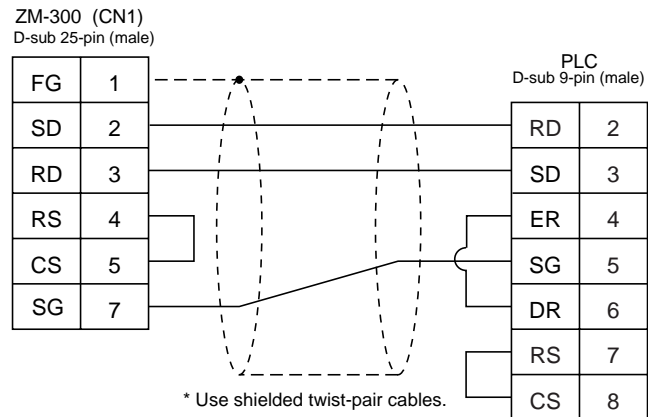 ZM-300 (CN1)
D-sub 25-pin (male)
FG 1
SD 2
RD 3
RS 4
CS 5
SG 7
PLC
D-sub 9-pin (male)
RD 2
SD 3
ER 4
SG 5
DR 6
RS 7
CS 8
* Use shielded twist-pair cables.